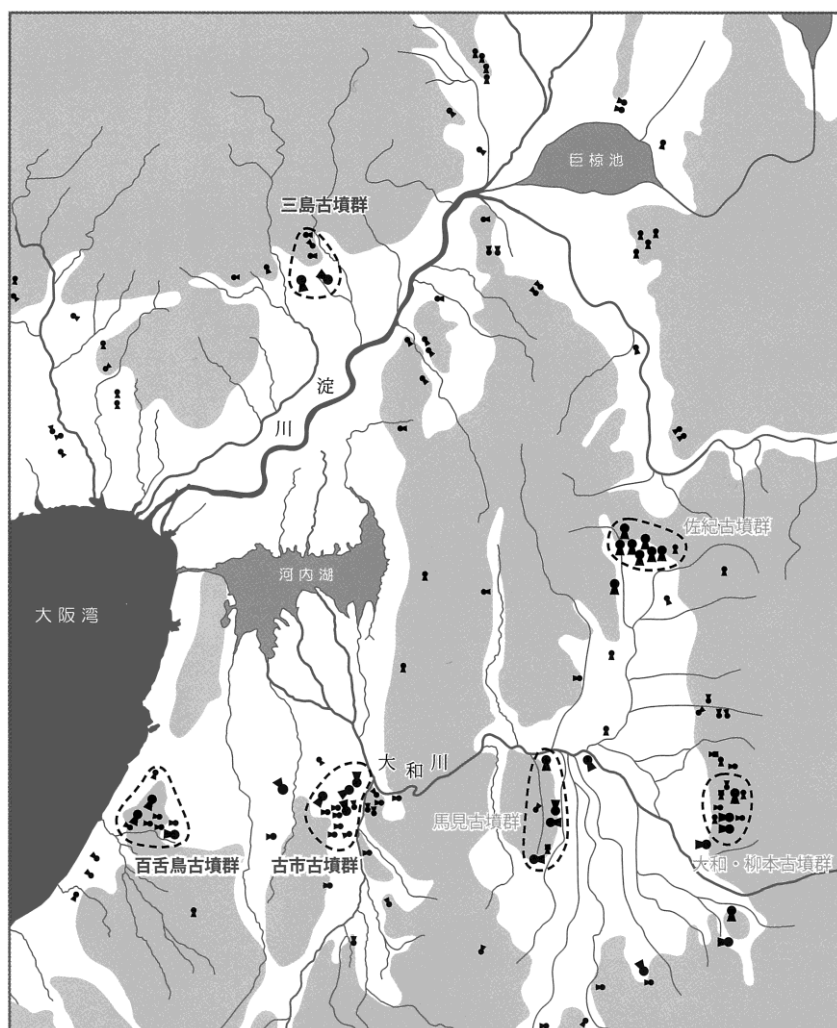 巨椋池
三島古墳群
淀
川
佐紀古墳群
河内湖
大阪湾
大和川
馬見古墳群
百舌鳥古墳群
古市古墳群
大和・柳本古墳群